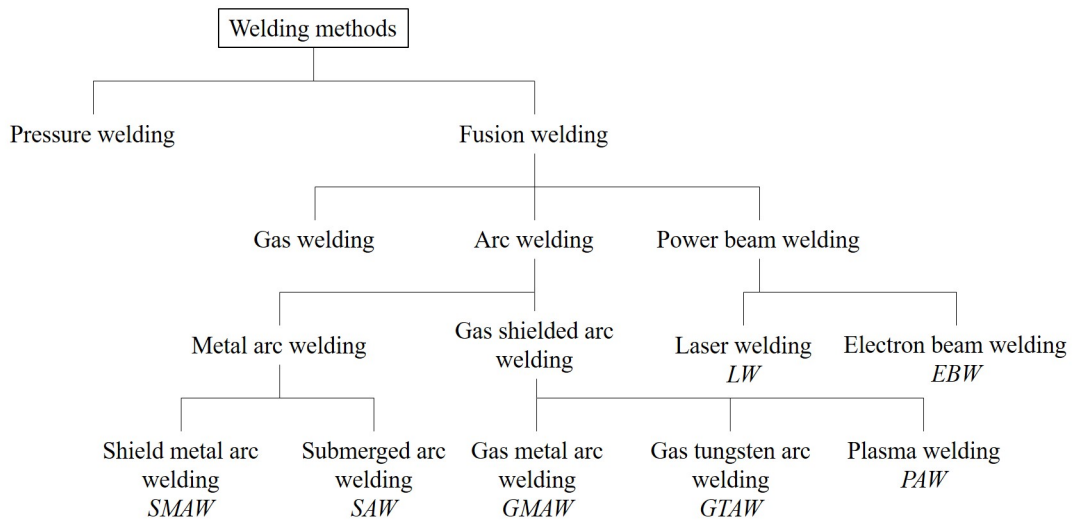 Welding methods
Pressure welding
Fusion welding
Gas welding
Arc welding
Power beam welding
Metal arc welding
Gas shielded arc
welding
Laser welding
LW
Electron beam welding
EBW
Shield metal arc
welding
SMAW
Submerged arc
welding
SAW
Gas metal arc
welding
GMAW
Gas tungsten arc
welding
GTAW
Plasma welding
PAW